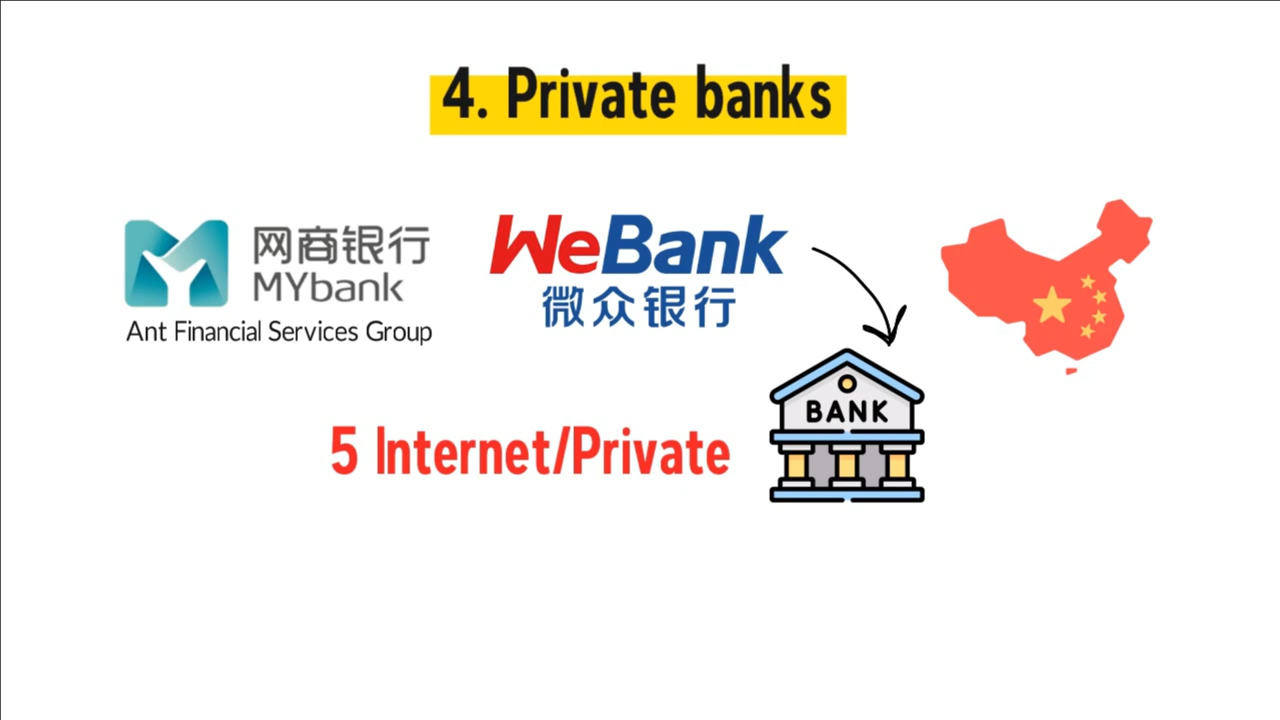 4. Private banks
网商银行
MYbank
Ant Financial Services Group
WeBank
微众银行
BANK
5 Internet/Private